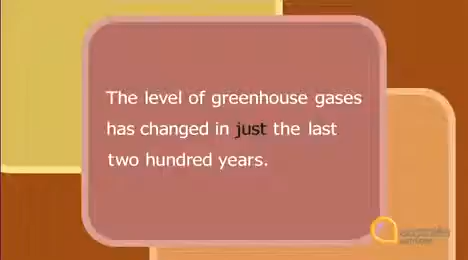 The level of greenhouse gases
has changed in just the last
two hundred years.